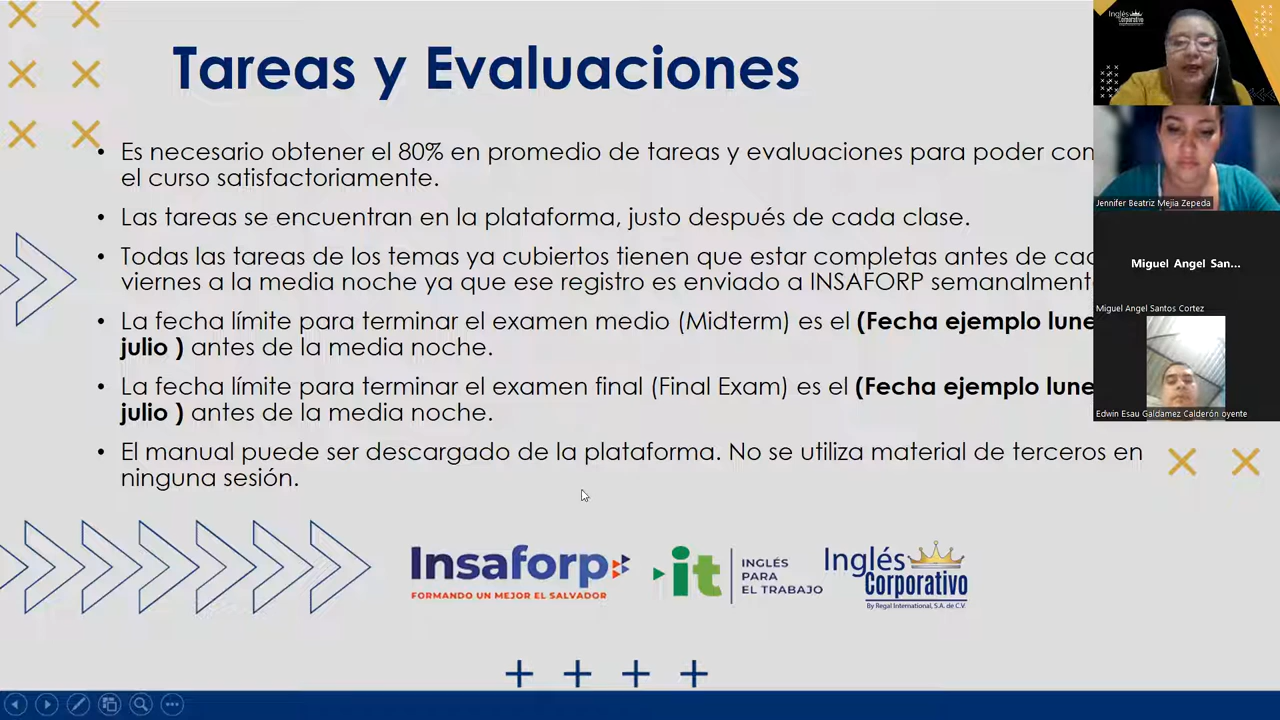 Tareas y Evaluaciones
• Es necesario obtener el 80% en promedio de tareas y evaluaciones para poder
el curso satisfactoriamente.
• Las tareas se encuentran en la plataforma, justo después de cada clase.
• Todas las tareas de los temas ya cubiertos tienen que estar completas antes de
viernes a la media noche ya que ese registro es enviado a INSAFORP
• La fecha límite para terminar el examen medio (Midterm) es el (Fecha ejemplo
julio ) antes de la media noche.
• La fecha límite para terminar el examen final (Final Exam) es el (Fecha ejemplo
julio ) antes de la media noche.
• El manual puede ser descargado de la plataforma. No se utiliza material de terceros en
ninguna sesión.
Insaforp
FORMANDO UN MEJOR EL SALVADOR
it
INGLÉS
PARA
EL TRABAJO
Inglés
Corporativo
By Regal International, S.A. de C.V.
Inglés
Corporativo
Jennifer Beatriz Mejia Zepeda
Miguel Angel San...
Miguel Angel Santos Cortez
Edwin Esau Galdamez Calderón oyente